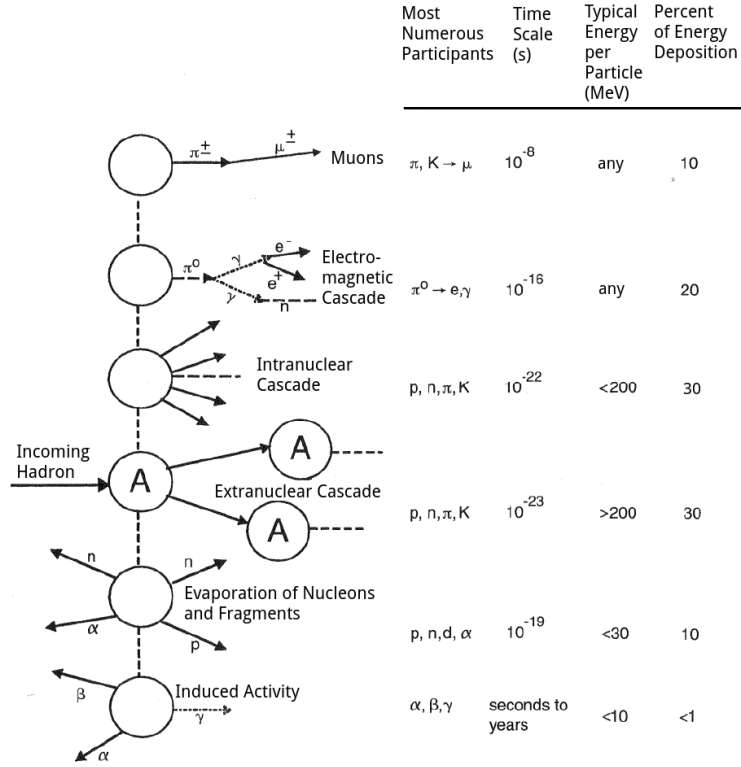 Most
Numerous
Participants
Time
Scale
(s)
Typical
Energy
per
Particle
(MeV)
Percent
of Energy
Deposition
π± μ± Muons
π, K → μ 10⁻⁸ any 10
π⁰ γ e⁻
γ e⁺ n
Electro-
magnetic
Cascade
π⁰ → e,γ 10⁻¹⁶ any 20
Intranuclear
Cascade
p, n,π,K 10⁻²² <200 30
Incoming
Hadron
A
A
A
Extranuclear Cascade
p, n,π,K 10⁻²³ >200 30
n n
α p
Evaporation of Nucleons
and Fragments
p, n,d, α 10⁻¹⁹ <30 10
β
α
γ
Induced Activity
α, β,γ seconds to
years <10 <1